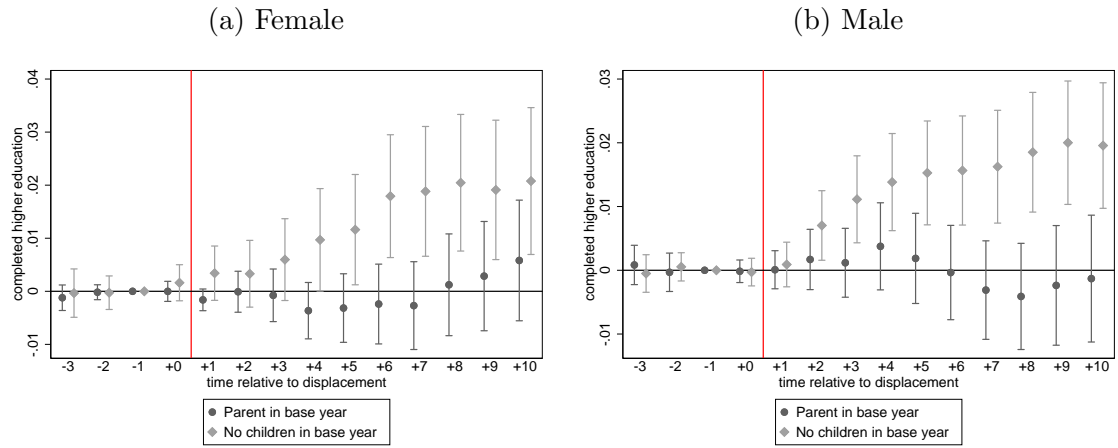 (a) Female
completed higher education
-.01 0 .01 .02 .03 .04
-3 -2 -1 +0 +1 +2 +3 +4 +5 +6 +7 +8 +9 +10
time relative to displacement
Parent in base year
No children in base year
(b) Male
completed higher education
-.01 0 .01 .02 .03
-3 -2 -1 +0 +1 +2 +3 +4 +5 +6 +7 +8 +9 +10
time relative to displacement
Parent in base year
No children in base year